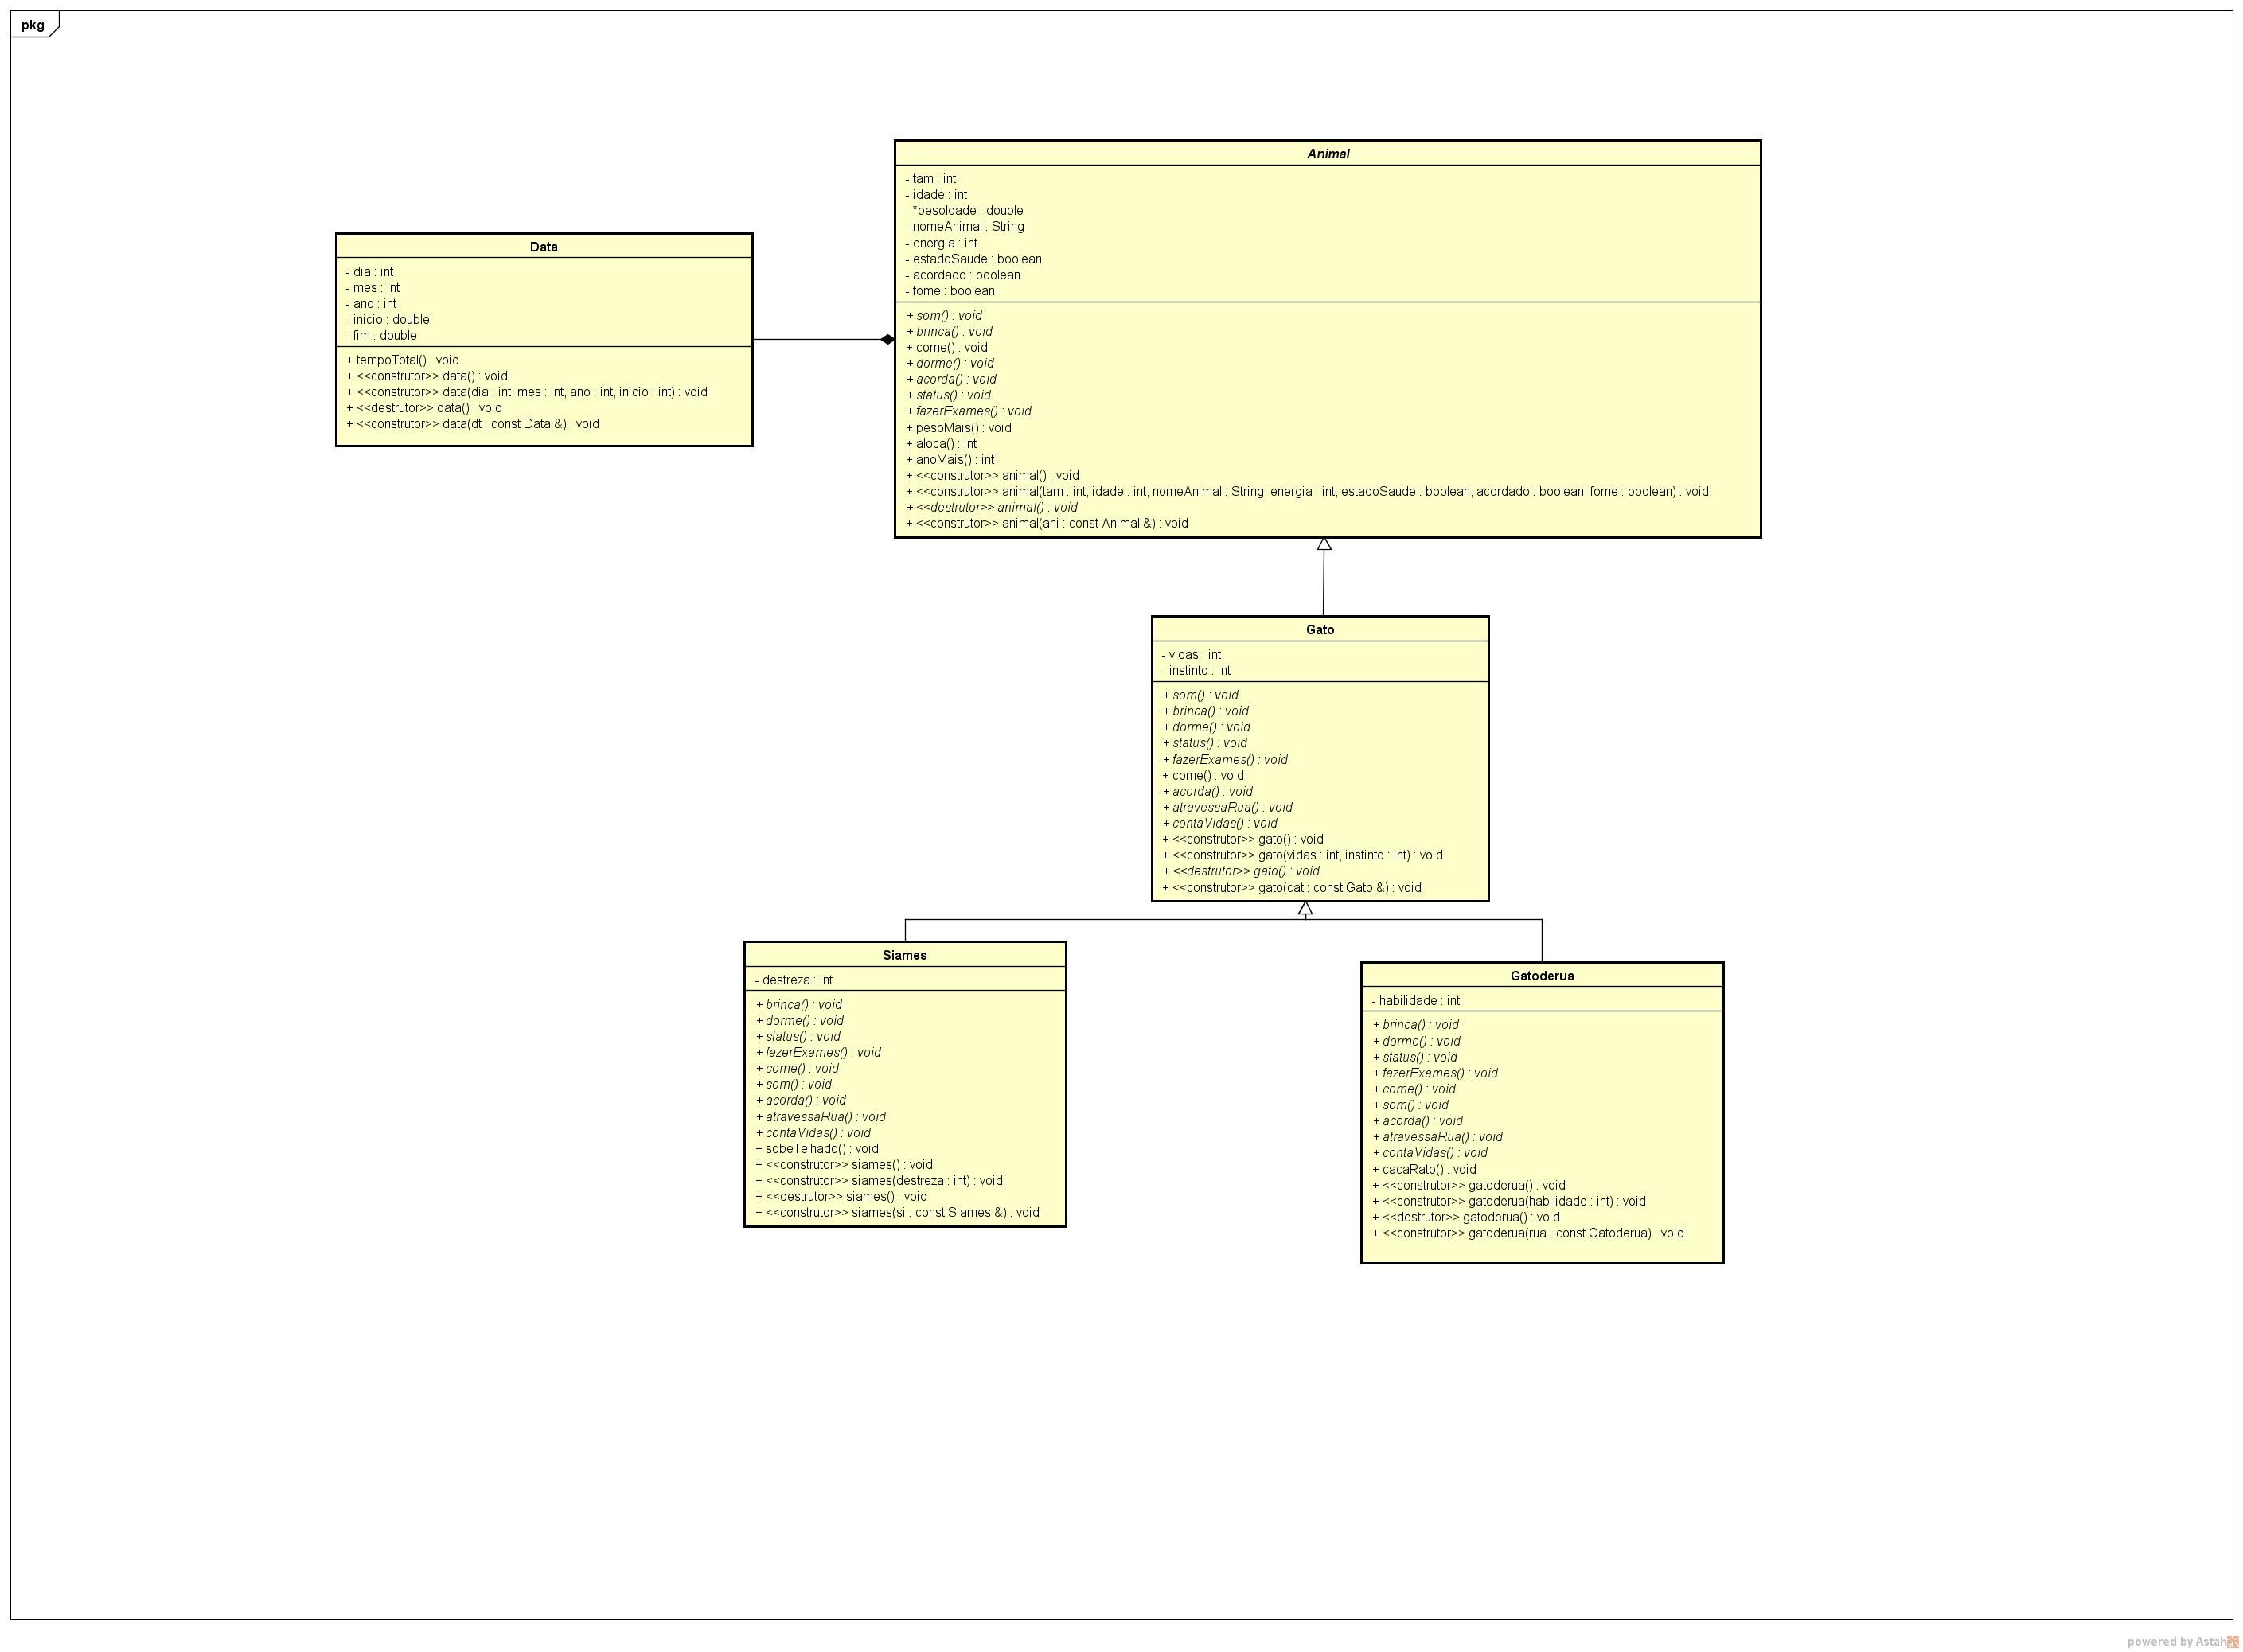 pkg
Animal
- tam : int
- idade : int
- *pesoIdade : double
- nomeAnimal : String
- energia : int
- estadoSaude : boolean
- acordado : boolean
- fome : boolean
+ som() : void
+ brinca() : void
+ come() : void
+ dorme() : void
+ acorda() : void
+ status() : void
+ fazerExames() : void
+ pesoMais() : void
+ aloca() : int
+ anoMais() : int
+ <<construtor>> animal() : void
+ <<construtor>> animal(tam : int, idade : int, nomeAnimal : String, energia : int, estadoSaude : boolean, acordado : boolean, fome : boolean) : void
+ <<destrutor>> animal() : void
+ <<construtor>> animal(ani : const Animal &) : void
Data
- dia : int
- mes : int
- ano : int
- inicio : double
- fim : double
+ tempoTotal() : void
+ <<construtor>> data() : void
+ <<construtor>> data(dia : int, mes : int, ano : int, inicio : int) : void
+ <<destrutor>> data() : void
+ <<construtor>> data(dt : const Data &) : void
Gato
- vidas : int
- instinto : int
+ som() : void
+ brinca() : void
+ dorme() : void
+ status() : void
+ fazerExames() : void
+ come() : void
+ acorda() : void
+ atravessaRua() : void
+ contaVidas() : void
+ <<construtor>> gato() : void
+ <<construtor>> gato(vidas : int, instinto : int) : void
+ <<destrutor>> gato() : void
+ <<construtor>> gato(cat : const Gato &) : void
Siames
- destreza : int
+ brinca() : void
+ dorme() : void
+ status() : void
+ fazerExames() : void
+ come() : void
+ som() : void
+ acorda() : void
+ atravessaRua() : void
+ contaVidas() : void
+ sobeTelhado() : void
+ <<construtor>> siames() : void
+ <<construtor>> siames(destreza : int) : void
+ <<destrutor>> siames() : void
+ <<construtor>> siames(si : const Siames &) : void
Gatoderua
- habilidade : int
+ brinca() : void
+ dorme() : void
+ status() : void
+ fazerExames() : void
+ come() : void
+ som() : void
+ acorda() : void
+ atravessaRua() : void
+ contaVidas() : void
+ cacaRato() : void
+ <<construtor>> gatoderua() : void
+ <<construtor>> gatoderua(habilidade : int) : void
+ <<destrutor>> gatoderua() : void
+ <<construtor>> gatoderua(rua : const Gatoderua) : void
powered by Astah